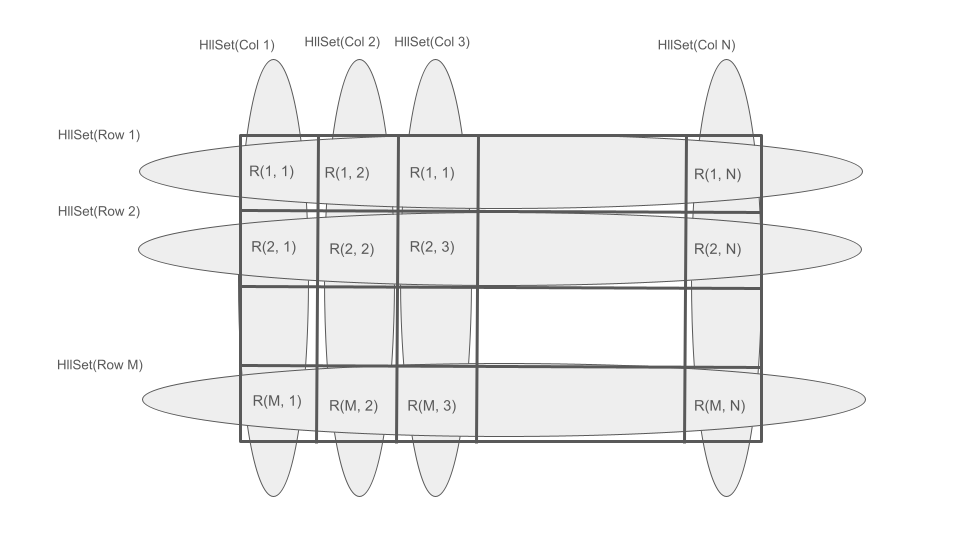 HllSet(Col 1) HllSet(Col 2) HllSet(Col 3) HllSet(Col N)
HllSet(Row 1)
R(1, 1) R(1, 2) R(1, 1) R(1, N)
HllSet(Row 2)
R(2, 1) R(2, 2) R(2, 3) R(2, N)
HllSet(Row M)
R(M, 1) R(M, 2) R(M, 3) R(M, N)